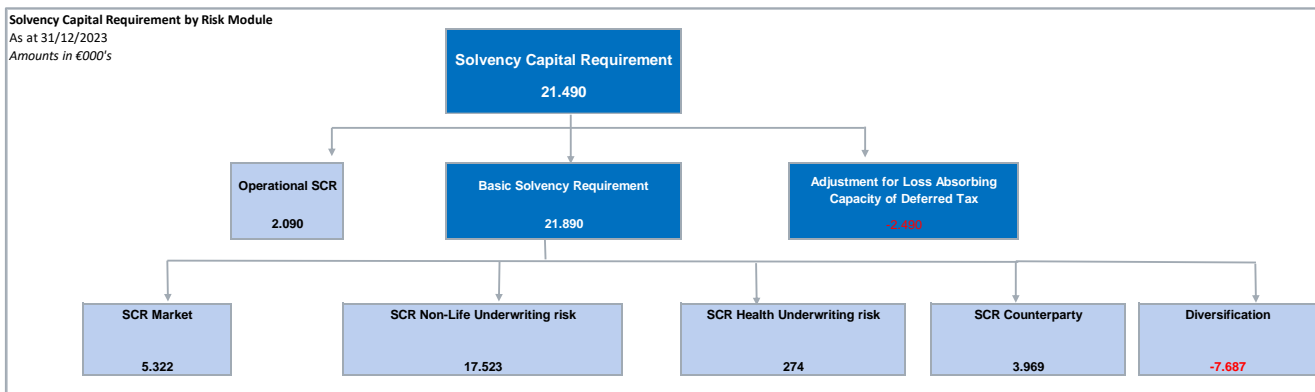 Solvency Capital Requirement by Risk Module
As at 31/12/2023
Amounts in €000's
Solvency Capital Requirement
21.490
Operational SCR
2.090
Basic Solvency Requirement
21.890
Adjustment for Loss Absorbing
Capacity of Deferred Tax
-2.490
SCR Market
5.322
SCR Non-Life Underwriting risk
17.523
SCR Health Underwriting risk
274
SCR Counterparty
3.969
Diversification
-7.687